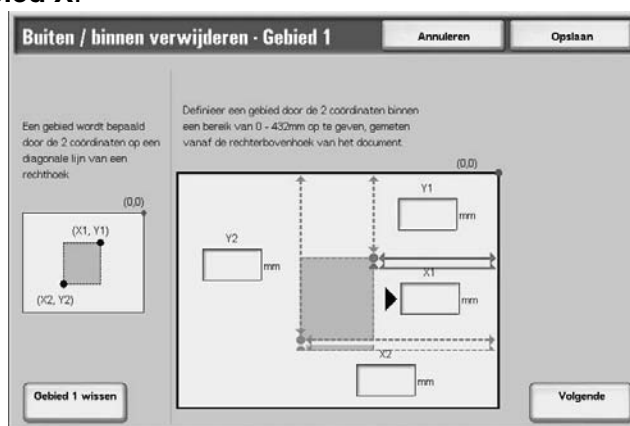 Buiten / binnen verwijderen - Gebied 1
Annuleren
Opslaan
Een gebied wordt bepaald
door de 2 coördinaten op een
diagonale lijn van een
rechthoek
(0,0)
(X1, Y1)
(X2, Y2)
Gebied 1 wissen
Definieer een gebied door de 2 coördinaten binnen
een bereik van 0 - 432mm op te geven, gemeten
vanaf de rechterbovenhoek van het document
(0,0)
Y1
mm
Y2
mm
X1
mm
X2
mm
Volgende